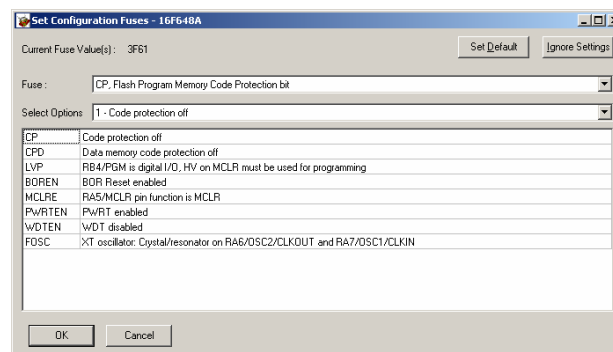 Set Configuration Fuses - 16F648A
Current Fuse Value(s) : 3F61
Set Default
Ignore Settings
Fuse : CP, Flash Program Memory Code Protection bit
Select Options 1 - Code protection off
CP Code protection off
CPD Data memory code protection off
LVP RB4/PGM is digital I/O, HV on MCLR must be used for programming
BOREN BOR Reset enabled
MCLRE RA5/MCLR pin function is MCLR
PWRTEN PWRT enabled
WDTEN WDT disabled
FOSC XT oscillator: Crystal/resonator on RA6/OSC2/CLKOUT and RA7/OSC1/CLKIN
OK Cancel